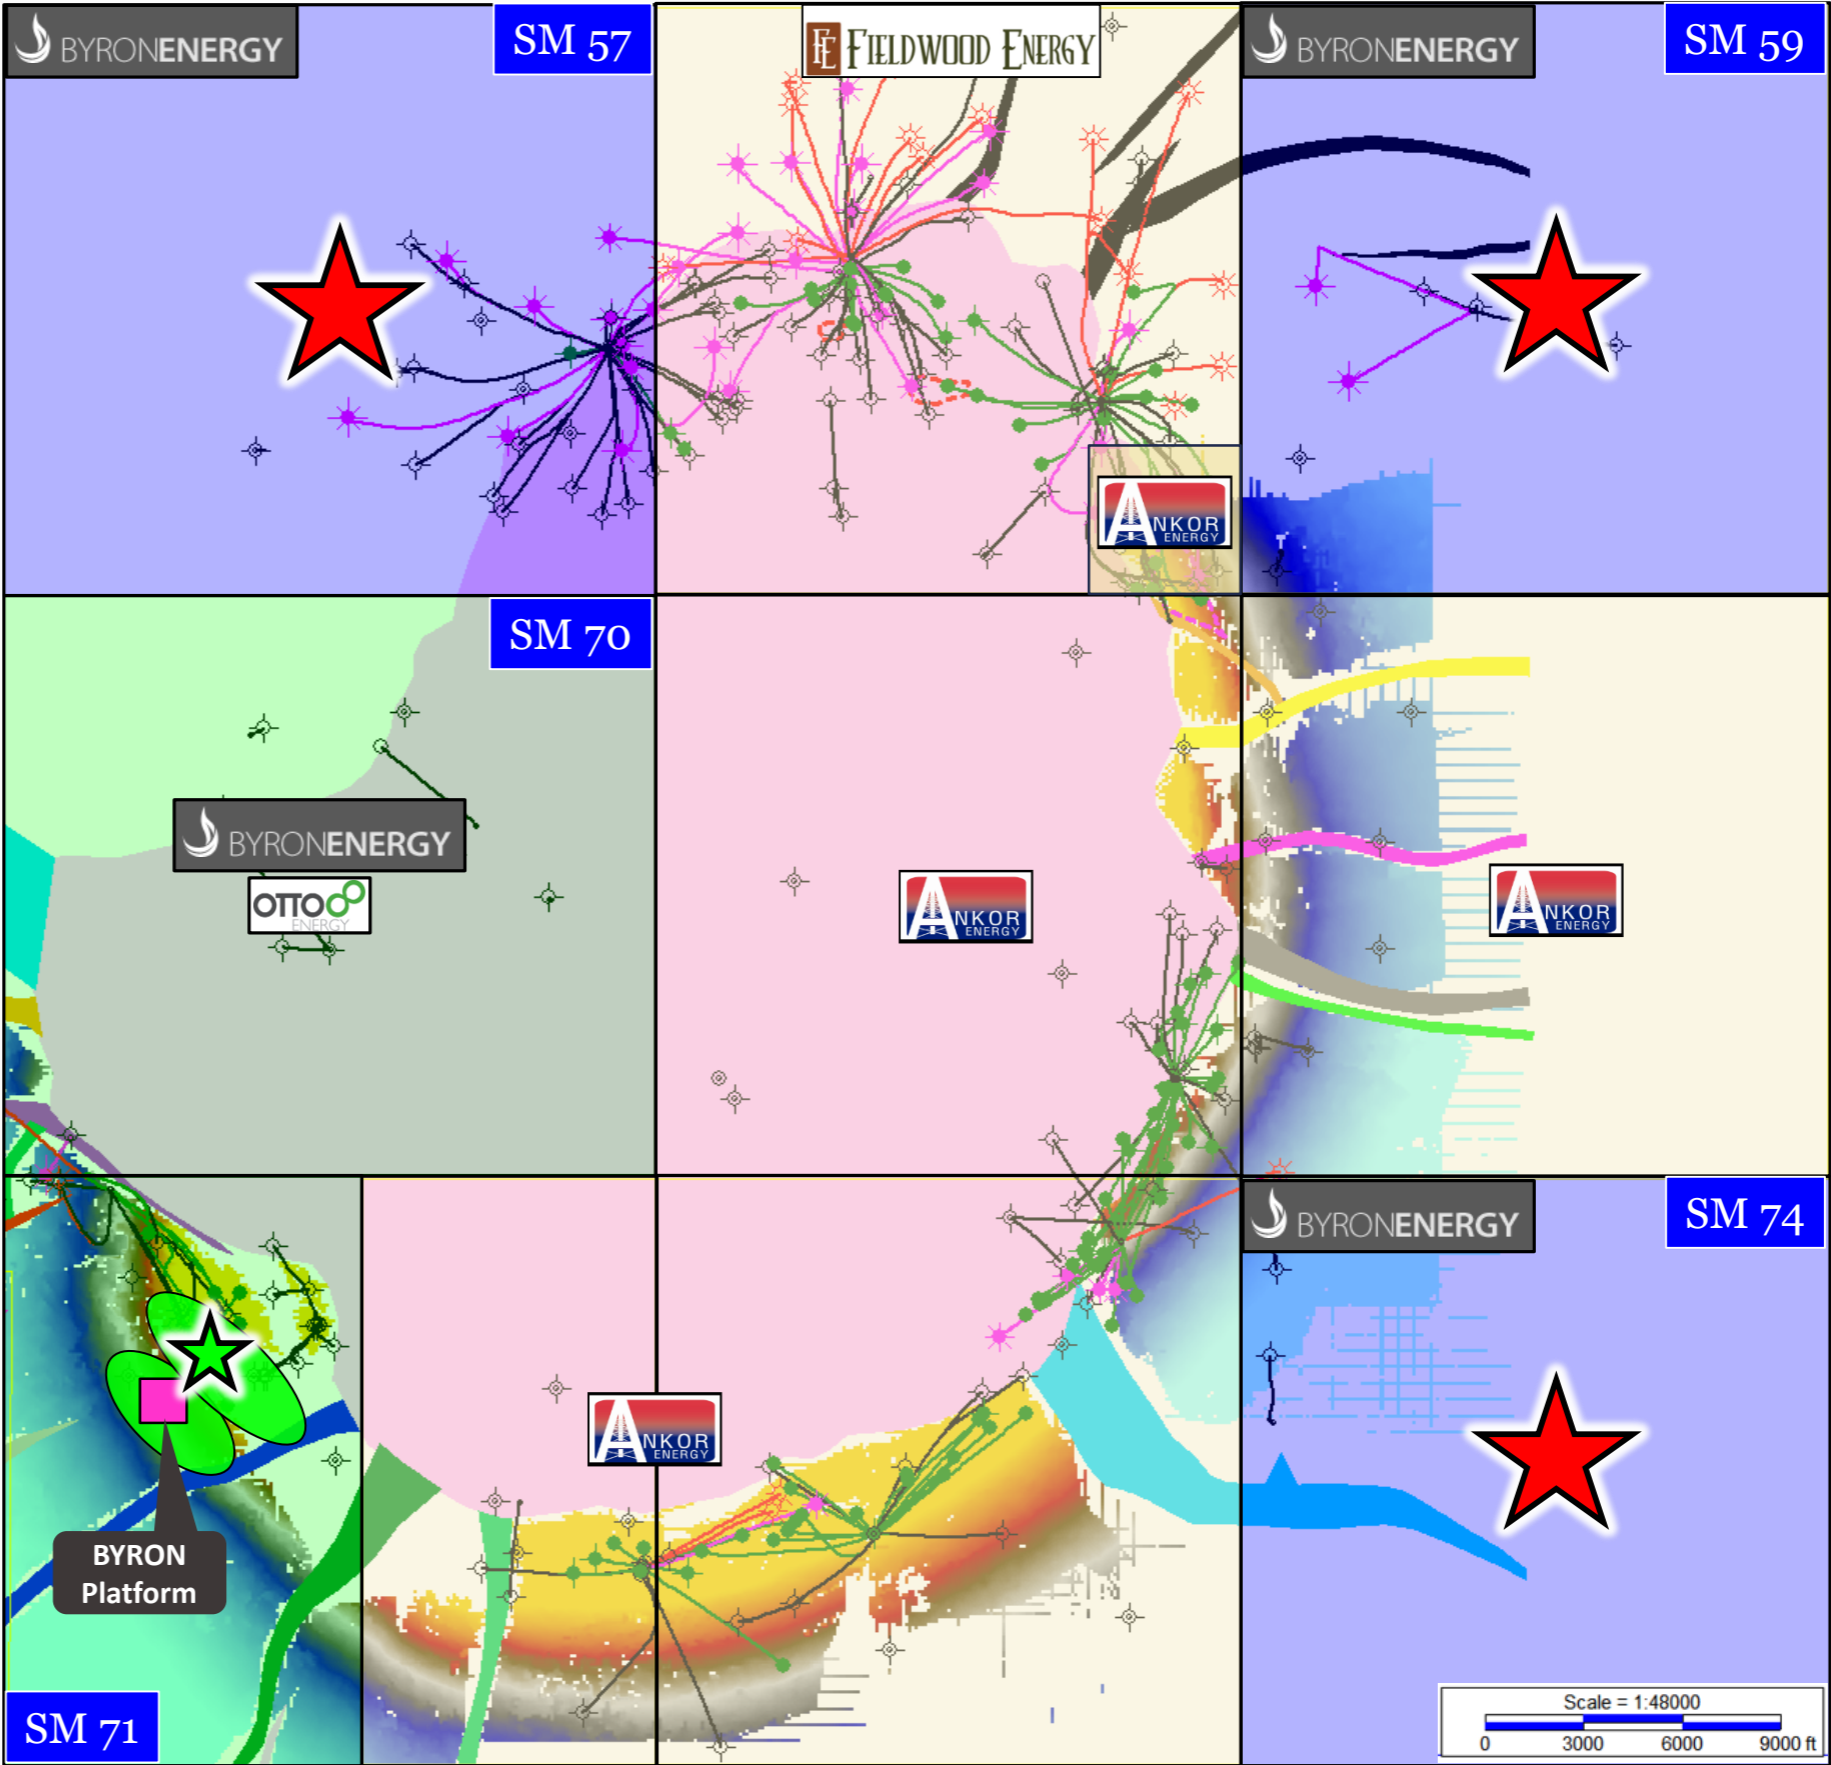 BYRONENERGY
SM 57
FE FIELDWOOD ENERGY
BYRONENERGY
SM 59
ANKOR
ENERGY
SM 70
BYRONENERGY
OTTO
ENERGY
ANKOR
ENERGY
ANKOR
ENERGY
BYRONENERGY
SM 74
ANKOR
ENERGY
BYRON
Platform
SM 71
Scale = 1:48000
0 3000 6000 9000 ft